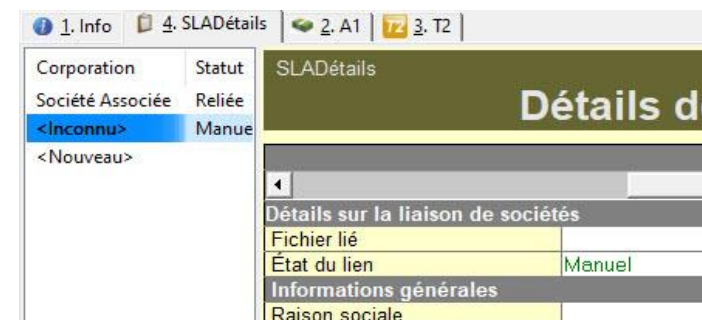 1. Info 4. SLADétails 2. A1 T2 3. T2
Corporation Statut
Société Associée Reliée
<Inconnu> Manue
<Nouveau>
SLADétails
Détails d
Détails sur la liaison de sociétés
Fichier lié
État du lien Manuel
Informations générales
Raison sociale